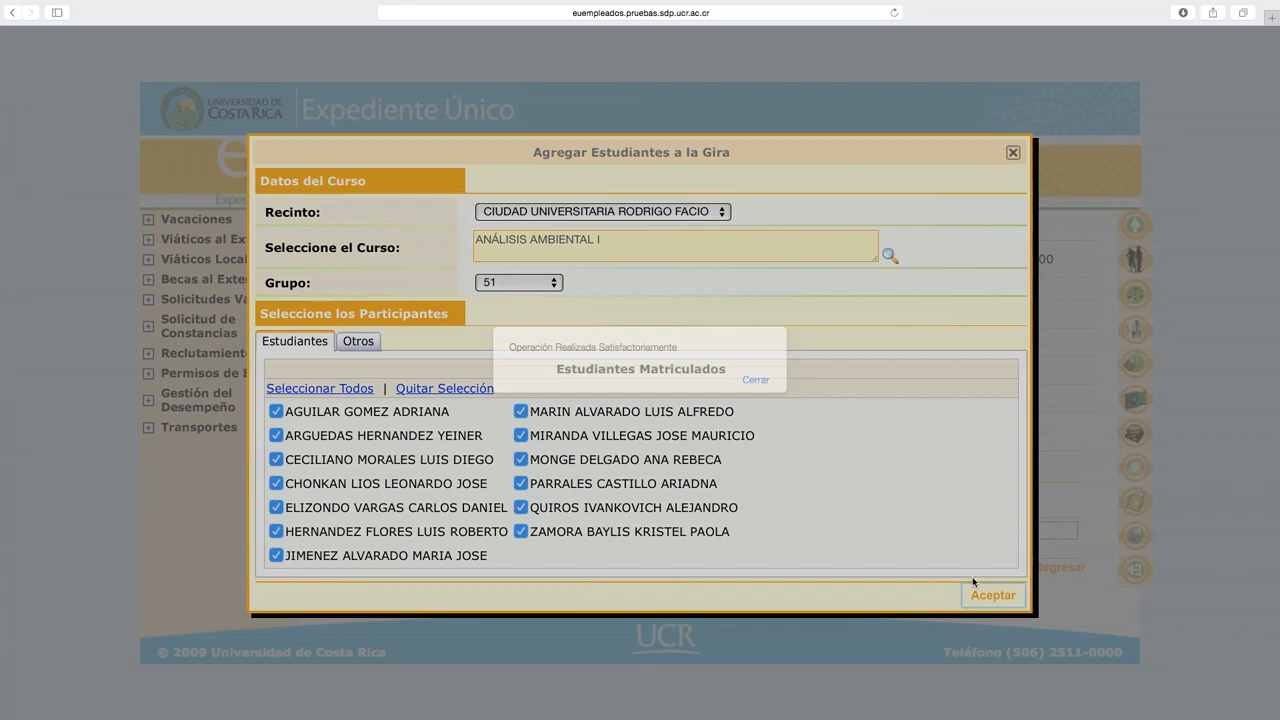 euempleados.pruebas.sdp.ucr.ac.cr
UNIVERSIDAD DE
COSTA RICA
Expediente Único
Agregar Estudiantes a la Gira
Datos del Curso
Recinto:
CIUDAD UNIVERSITARIA RODRIGO FACIO
Seleccione el Curso:
ANÁLISIS AMBIENTAL I
Grupo:
51
Seleccione los Participantes
Estudiantes
Otros
Operación Realizada Satisfactoriamente
Estudiantes Matriculados
Cerrar
Seleccionar Todos | Quitar Selección
AGUILAR GOMEZ ADRIANA
MARIN ALVARADO LUIS ALFREDO
ARGUEDAS HERNANDEZ YEINER
MIRANDA VILLEGAS JOSE MAURICIO
CECILIANO MORALES LUIS DIEGO
MONGE DELGADO ANA REBECA
CHONKAN LIOS LEONARDO JOSE
PARRALES CASTILLO ARIADNA
ELIZONDO VARGAS CARLOS DANIEL
QUIROS IVANKOVICH ALEJANDRO
HERNANDEZ FLORES LUIS ROBERTO
ZAMORA BAYLIS KRISTEL PAOLA
JIMENEZ ALVARADO MARIA JOSE
Aceptar
Vacaciones
Viáticos al Ex
Viáticos Local
Becas al Exte
Solicitudes Va
Solicitud de
Constancias
Reclutamient
Permisos de
Gestión del
Desempeño
Transportes
00
Regresar
UCR
© 2009 Universidad de Costa Rica
Teléfono (506) 2511-0000